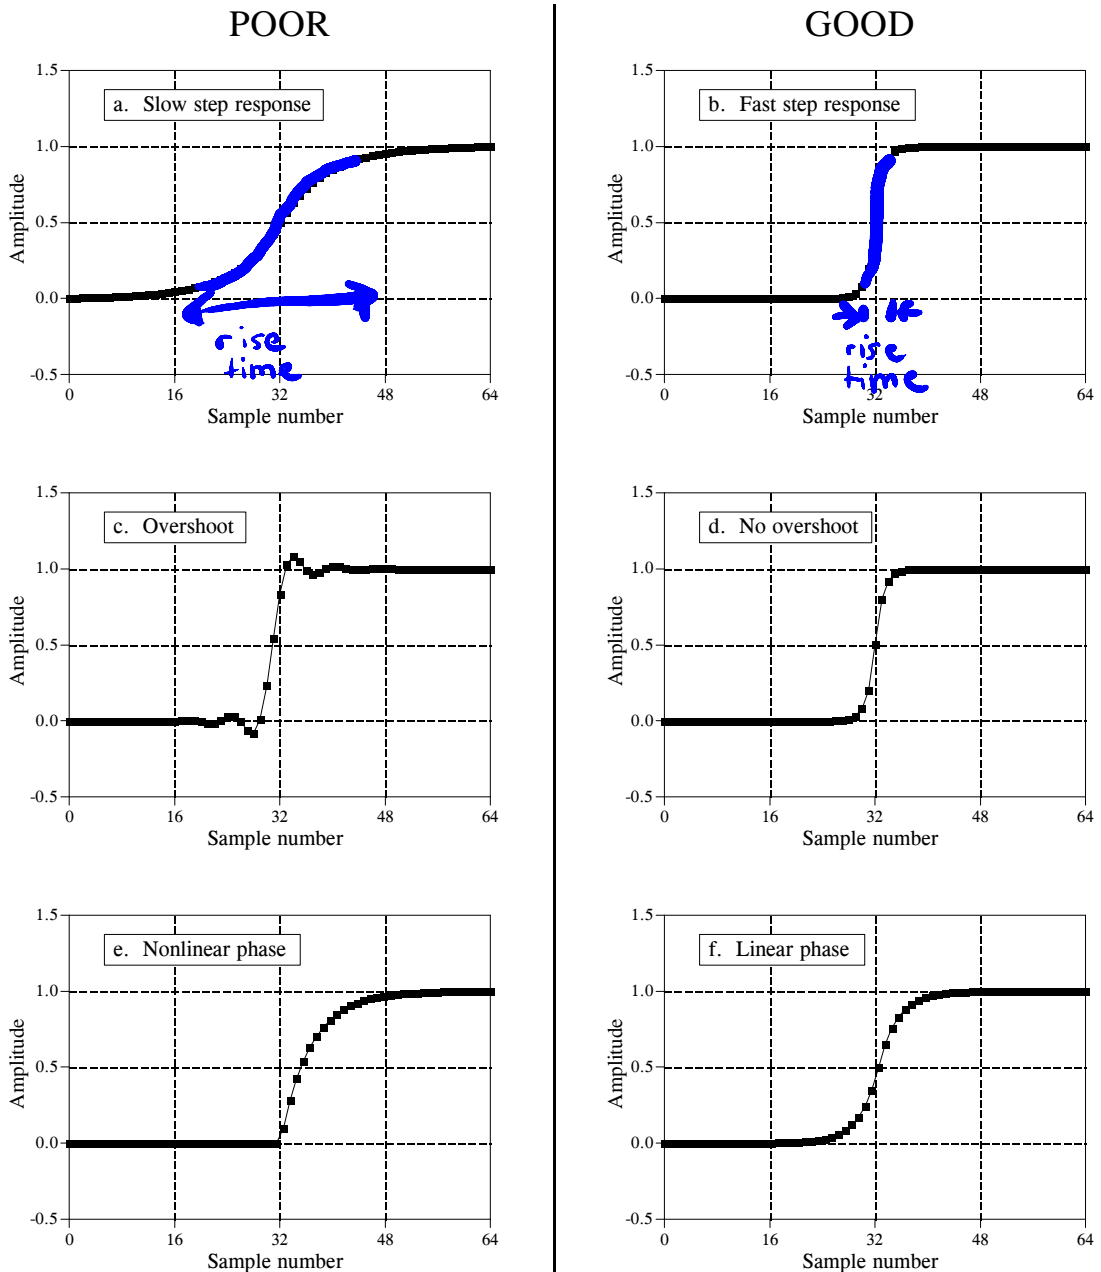 POOR
GOOD
1.5
1.0
0.5
0.0
-0.5
0 16 32 48 64
Sample number
Amplitude
a. Slow step response
rise
time
1.5
1.0
0.5
0.0
-0.5
0 16 32 48 64
Sample number
Amplitude
b. Fast step response
rise
time
1.5
1.0
0.5
0.0
-0.5
0 16 32 48 64
Sample number
Amplitude
c. Overshoot
1.5
1.0
0.5
0.0
-0.5
0 16 32 48 64
Sample number
Amplitude
d. No overshoot
1.5
1.0
0.5
0.0
-0.5
0 16 32 48 64
Sample number
Amplitude
e. Nonlinear phase
1.5
1.0
0.5
0.0
-0.5
0 16 32 48 64
Sample number
Amplitude
f. Linear phase